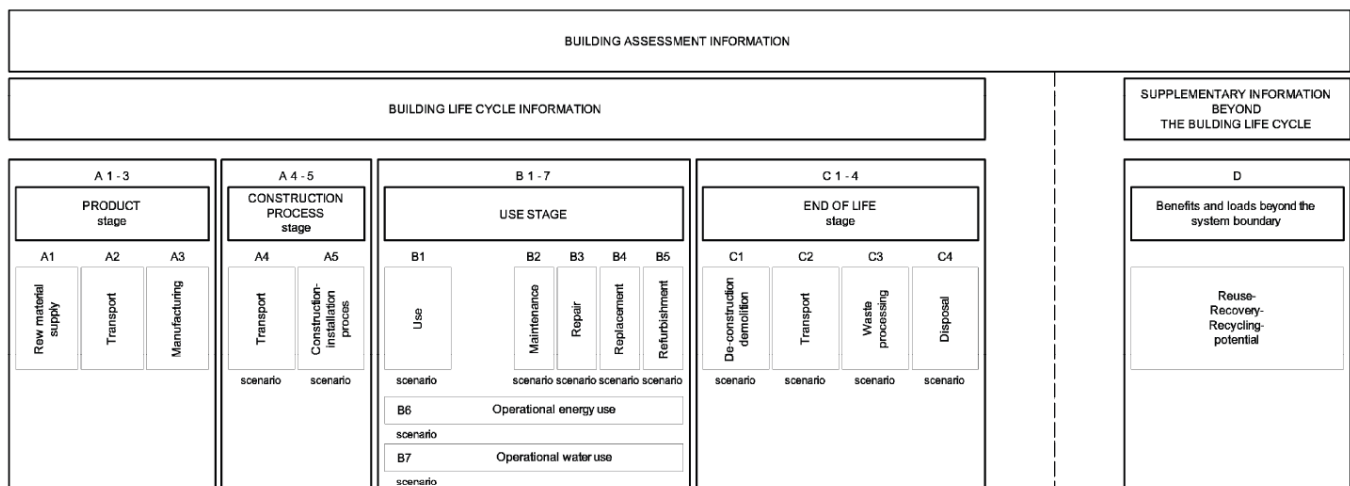 BUILDING ASSESSMENT INFORMATION
BUILDING LIFE CYCLE INFORMATION
SUPPLEMENTARY INFORMATION
BEYOND
THE BULDING LIFE CYCLE
A 1 - 3
PRODUCT
stage
A1
A2
A3
Rew material
supply
Transport
Manufacturing
A 4 - 5
CONSTRUCTION
PROCESS
stage
A4
A5
Transport
Construction-
installation
proces
scenario
scenario
B 1 - 7
USE STAGE
B1
B2
B3
B4
B5
Use
Maintenance
Repair
Replacement
Refurbishment
scenario
scenario
scenario
scenario
scenario
B6
Operational energy use
scenario
B7
Operational water use
scenario
C 1 - 4
END OF LIFE
stage
C1
C2
C3
C4
De-construction
demolition
Transport
Waste
processing
Disposal
scenario
scenario
scenario
scenario
D
Benefits and loads beyond the
system boundary
Reuse-
Recovery-
Recycling-
potential